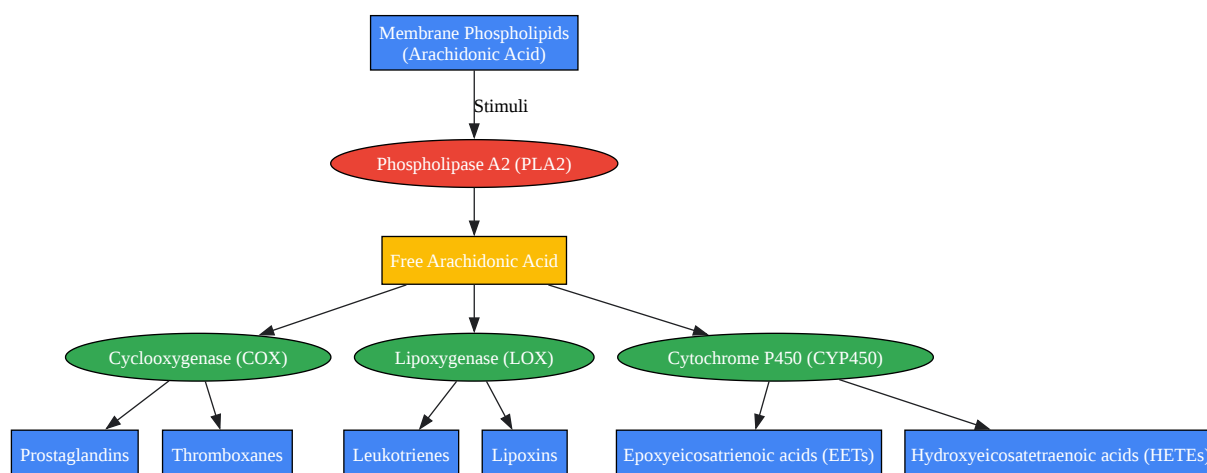 Membrane Phospholipids
(Arachidonic Acid)
Stimuli
Phospholipase A2 (PLA2)
Free Arachidonic Acid
Cyclooxygenase (COX)
Lipoxygenase (LOX)
Cytochrome P450 (CYP450)
Prostaglandins
Thromboxanes
Leukotrienes
Lipoxins
Epoxyeicosatrienoic acids (EETs)
Hydroxyeicosatetraenoic acids (HETEs)